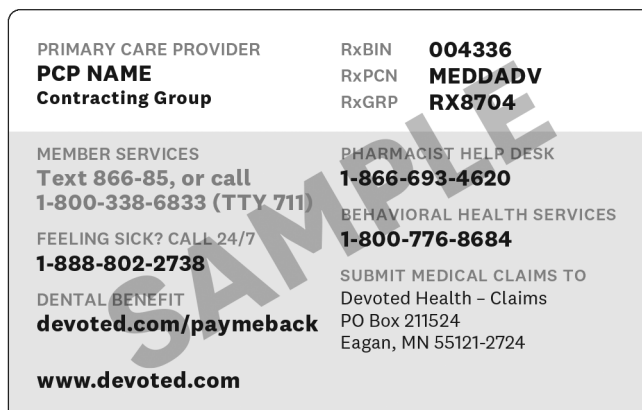 PRIMARY CARE PROVIDER
PCP NAME
Contracting Group
RxBIN 004336
RxPCN MEDDADV
RxGRP RX8704
MEMBER SERVICES
Text 866-85, or call
1-800-338-6833 (TTY 711)
FEELING SICK? CALL 24/7
1-888-802-2738
DENTAL BENEFIT
devoted.com/paymeback
www.devoted.com
PHARMACIST HELP DESK
1-866-693-4620
BEHAVIORAL HEALTH SERVICES
1-800-776-8684
SUBMIT MEDICAL CLAIMS TO
Devoted Health – Claims
PO Box 211524
Eagan, MN 55121-2724
SAMPLE